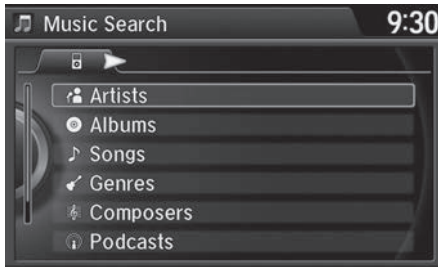 Music Search
9:30
Artists
Albums
Songs
Genres
Composers
Podcasts